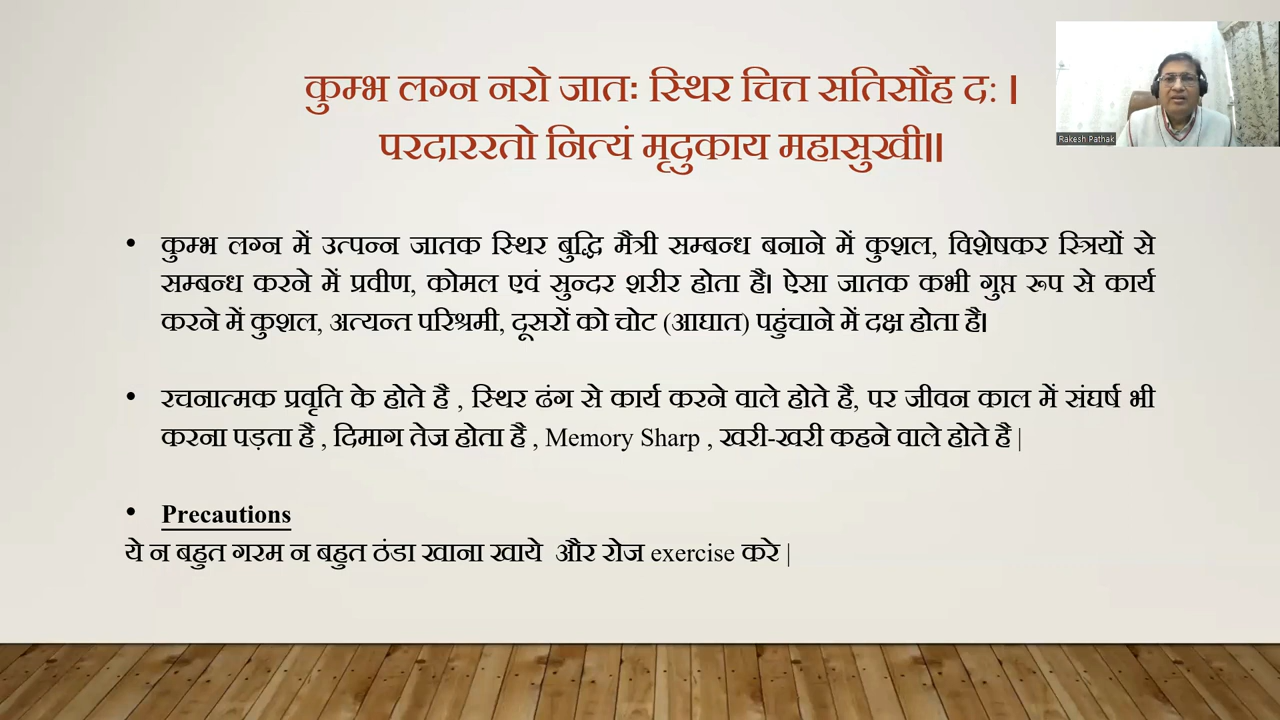 कुम्भ लग्न नरो जातः स्थिर चित्त सतिसौह द: ।
परदाररतो नित्यं मृदुकाय महासुखी॥
Rakesh Pathak
• कुम्भ लग्न में उत्पन्न जातक स्थिर बुद्धि मैत्री सम्बन्ध बनाने में कुशल, विशेषकर स्त्रियों से
सम्बन्ध करने में प्रवीण, कोमल एवं सुन्दर शरीर होता है। ऐसा जातक कभी गुप्त रूप से कार्य
करने में कुशल, अत्यन्त परिश्रमी, दूसरों को चोट (आघात) पहुंचाने में दक्ष होता है।
• रचनात्मक प्रवृति के होते है , स्थिर ढंग से कार्य करने वाले होते है, पर जीवन काल में संघर्ष भी
करना पड़ता है , दिमाग तेज होता है , Memory Sharp , खरी-खरी कहने वाले होते है |
• Precautions
ये न बहुत गरम न बहुत ठंडा खाना खाये और रोज exercise करे |